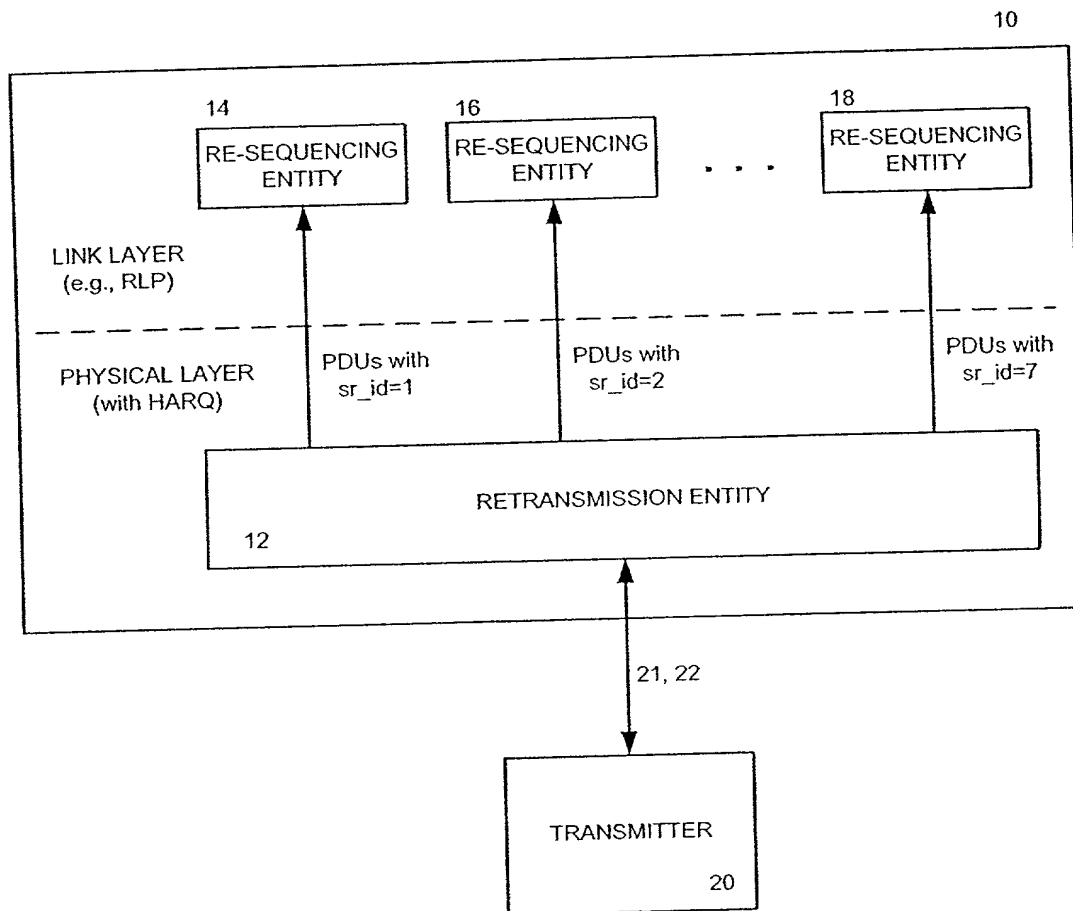 10
14
RE-SEQUENCING
ENTITY
16
RE-SEQUENCING
ENTITY
. . .
18
RE-SEQUENCING
ENTITY
LINK LAYER
(e.g., RLP)
PHYSICAL LAYER
(with HARQ)
PDUs with
sr_id=1
PDUs with
sr_id=2
PDUs with
sr_id=7
RETRANSMISSION ENTITY
12
21, 22
TRANSMITTER
20